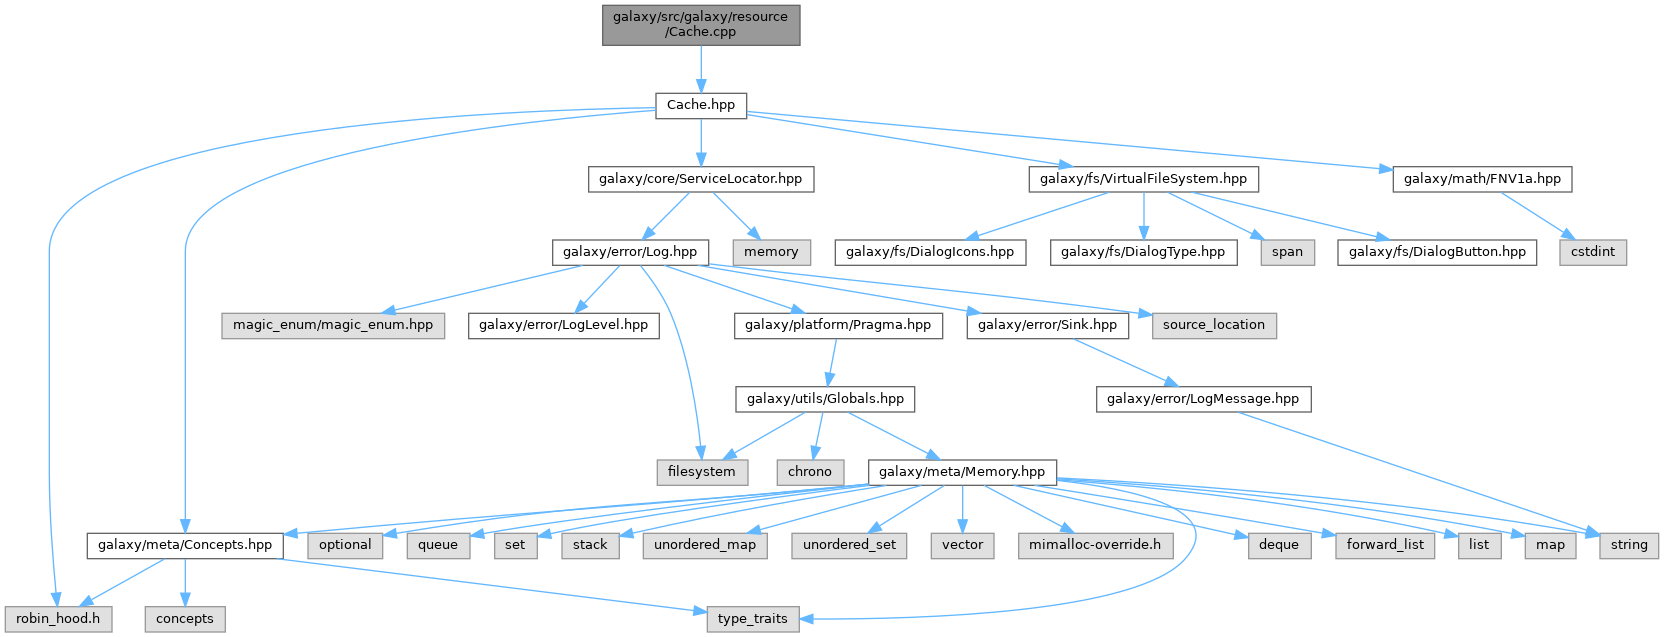 galaxy/src/galaxy/resource
/Cache.cpp
Cache.hpp
galaxy/core/ServiceLocator.hpp
galaxy/fs/VirtualFileSystem.hpp
galaxy/math/FNV1a.hpp
galaxy/error/Log.hpp
memory
galaxy/fs/DialogIcons.hpp
galaxy/fs/DialogType.hpp
span
galaxy/fs/DialogButton.hpp
cstdint
magic_enum/magic_enum.hpp
galaxy/error/LogLevel.hpp
galaxy/platform/Pragma.hpp
galaxy/error/Sink.hpp
source_location
galaxy/utils/Globals.hpp
galaxy/error/LogMessage.hpp
filesystem
chrono
galaxy/meta/Memory.hpp
galaxy/meta/Concepts.hpp
optional
queue
set
stack
unordered_map
unordered_set
vector
mimalloc-override.h
deque
forward_list
list
map
string
robin_hood.h
concepts
type_traits